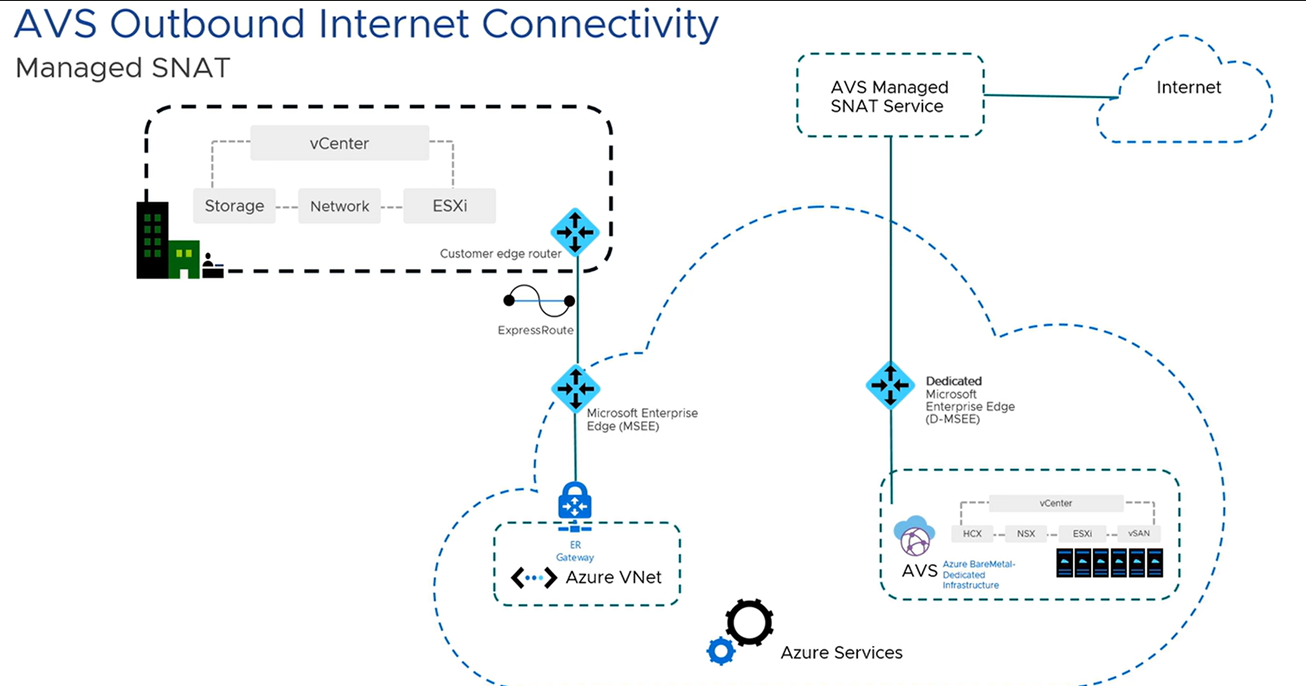 AVS Outbound Internet Connectivity
Managed SNAT
AVS Managed
SNAT Service
Internet
vCenter
Storage
Network
ESXi
Customer edge router
ExpressRoute
Microsoft Enterprise
Edge (MSEE)
Dedicated
Microsoft
Enterprise Edge
(D-MSEE)
ER
Gateway
Azure VNet
vCenter
HCX
NSX
ESXi
vSAN
AVS
Azure BareMetal-
Dedicated
Infrastructure
Azure Services